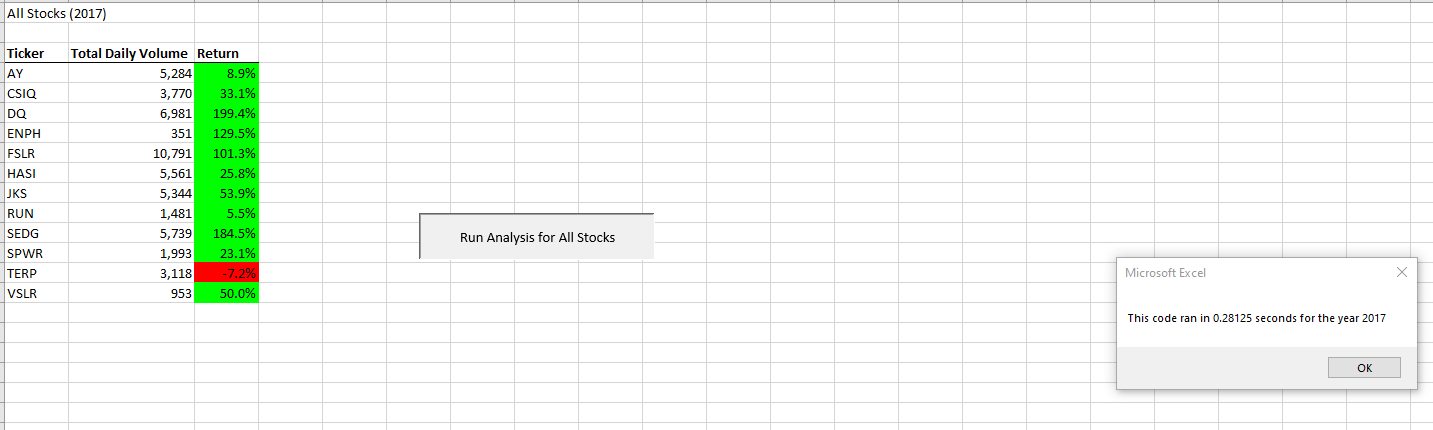 All Stocks (2017)
Ticker Total Daily Volume Return
AY 5,284 8.9%
CSIQ 3,770 33.1%
DQ 6,981 199.4%
ENPH 351 129.5%
FSLR 10,791 101.3%
HASI 5,561 25.8%
JKS 5,344 53.9%
RUN 1,481 5.5%
SEDG 5,739 184.5%
SPWR 1,993 23.1%
TERP 3,118 -7.2%
VSLR 953 50.0%
Run Analysis for All Stocks
Microsoft Excel
This code ran in 0.28125 seconds for the year 2017
OK